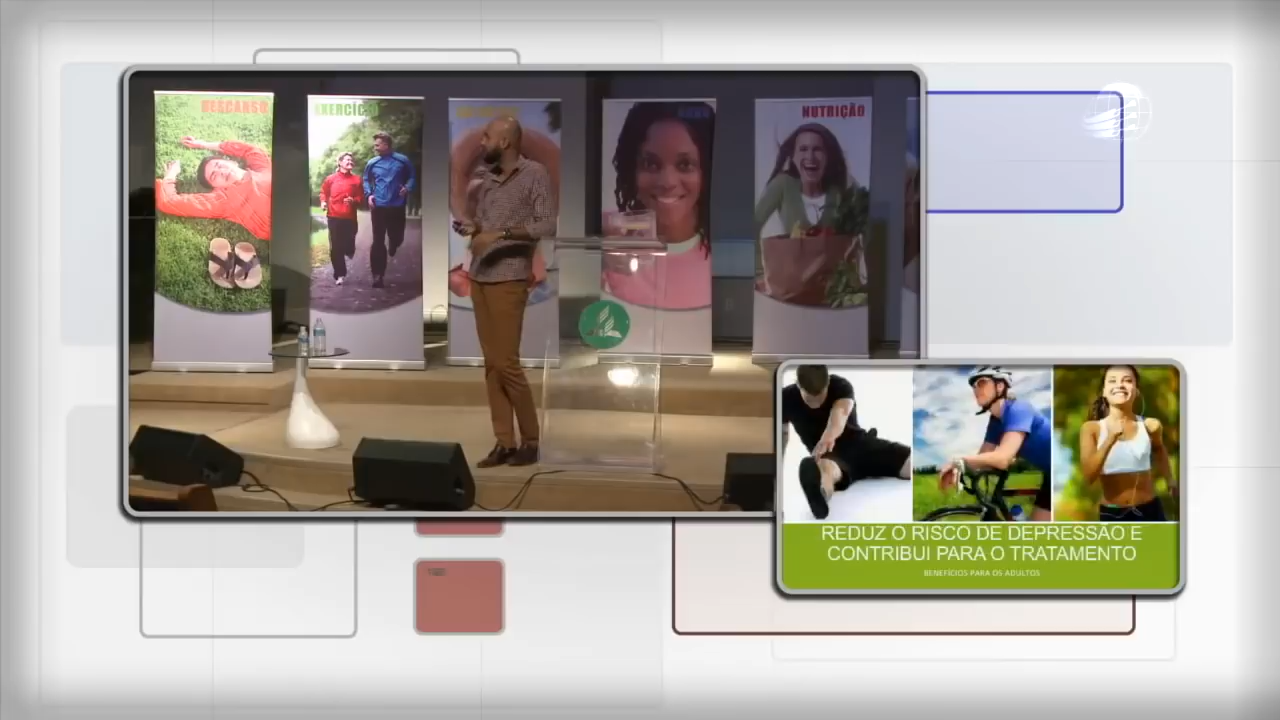 DESCANSO
EXERCÍCIO
NUTRIÇÃO
REDUZ O RISCO DE DEPRESSÃO E
CONTRIBUI PARA O TRATAMENTO
BENEFÍCIOS PARA OS ADULTOS